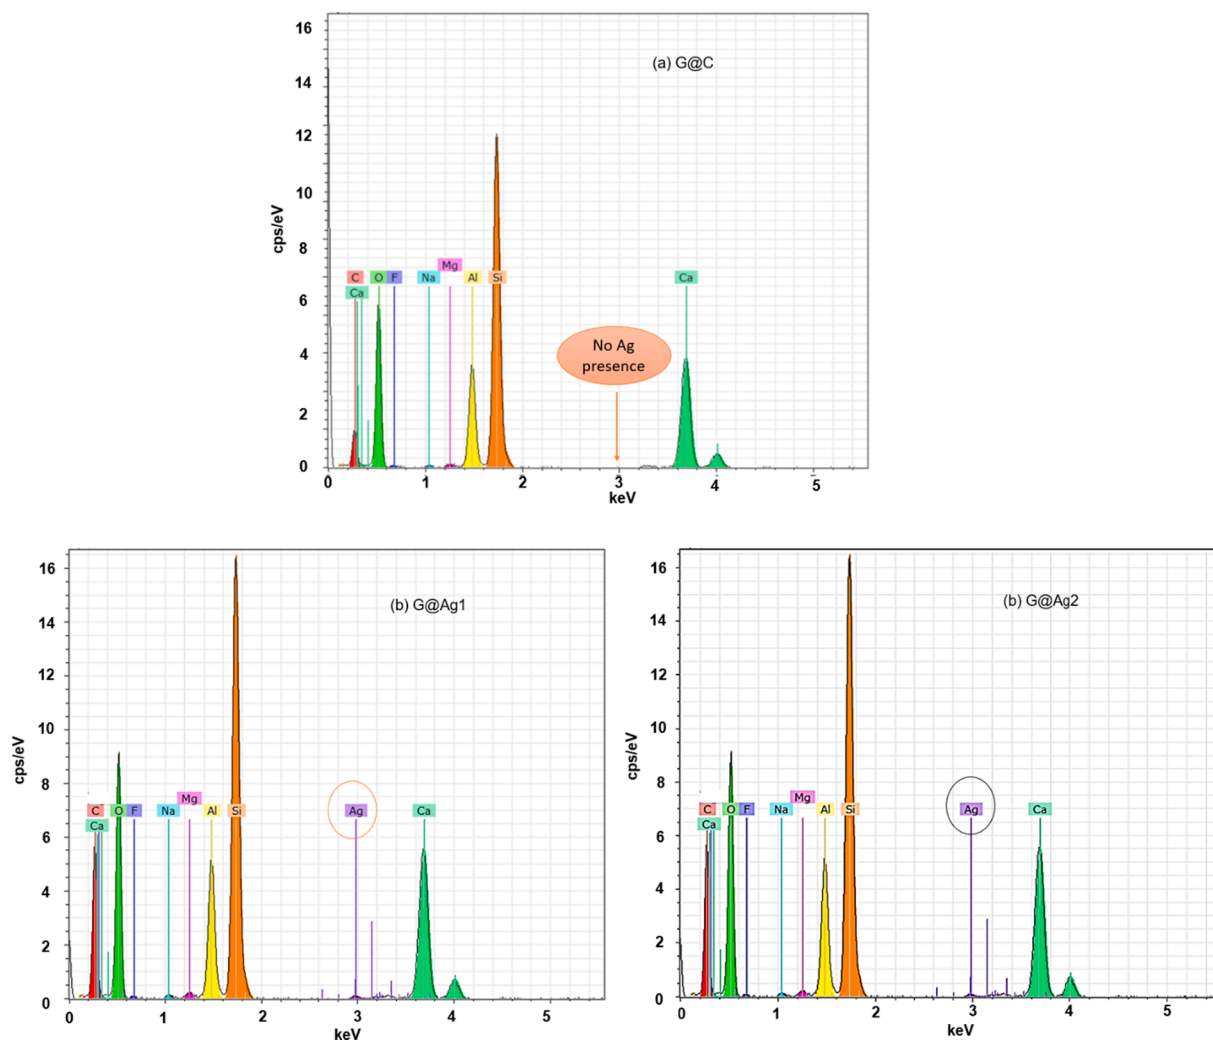 16
(a) G@C
14
12
10
cps/eV
8
Mg
C O F Na Al Si Ca
Ca
6
No Ag
presence
4
2
0
0 1 2 3 4 5
keV
16
(b) G@Ag1
14
12
10
cps/eV
8
Mg
C O F Na Al Si Ag Ca
Ca
6
4
2
0
0 1 2 3 4 5
keV
16
(b) G@Ag2
14
12
10
cps/eV
8
Mg
C O F Na Al Si Ag Ca
Ca
6
4
2
0
0 1 2 3 4 5
keV